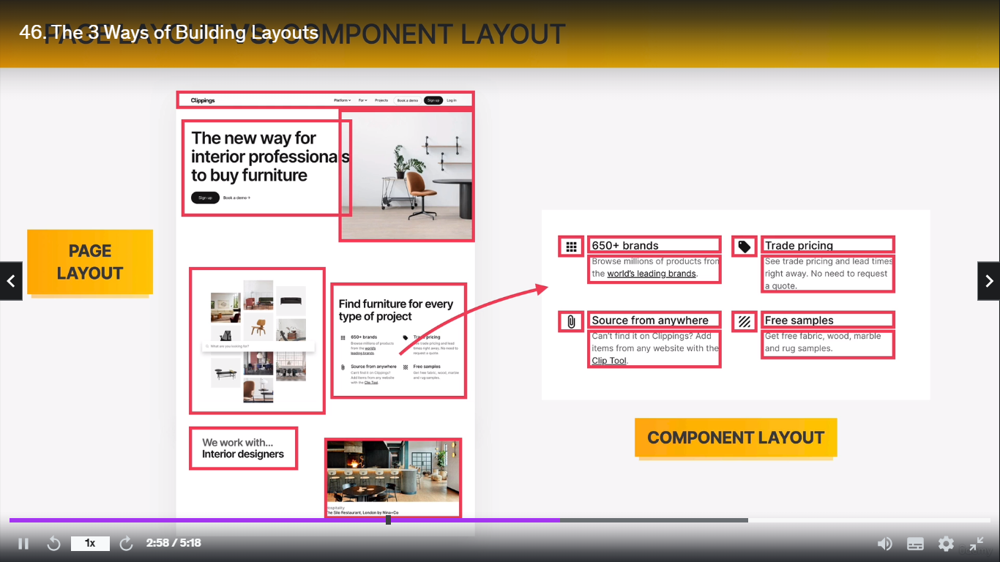 46. The 3 Ways of Building Layouts
PAGE LAYOUT VS. COMPONENT LAYOUT
Clippings
Platform
For
Projects
Book a demo
Sign up
Log in
The new way for
interior professionals
to buy furniture
Sign up
Book a demo →
PAGE
LAYOUT
What are you looking for?
Find furniture for every
type of project
650+ brands
Browse millions of products
from the world's
leading brands.
Trade pricing
See trade pricing and lead
times right away. No need to
request a quote.
Source from anywhere
Can't find it on Clippings?
Add items from any website
with the Clip Tool.
Free samples
Get free fabric, wood, marble
and rug samples.
We work with...
Interior designers
Hospitality
The Silo Restaurant, London by Nina+Co
650+ brands
Browse millions of products from
the world's leading brands.
Trade pricing
See trade pricing and lead times
right away. No need to request
a quote.
Source from anywhere
Can't find it on Clippings? Add
items from any website with the
Clip Tool.
Free samples
Get free fabric, wood, marble
and rug samples.
COMPONENT LAYOUT
1x
2:58 / 5:18